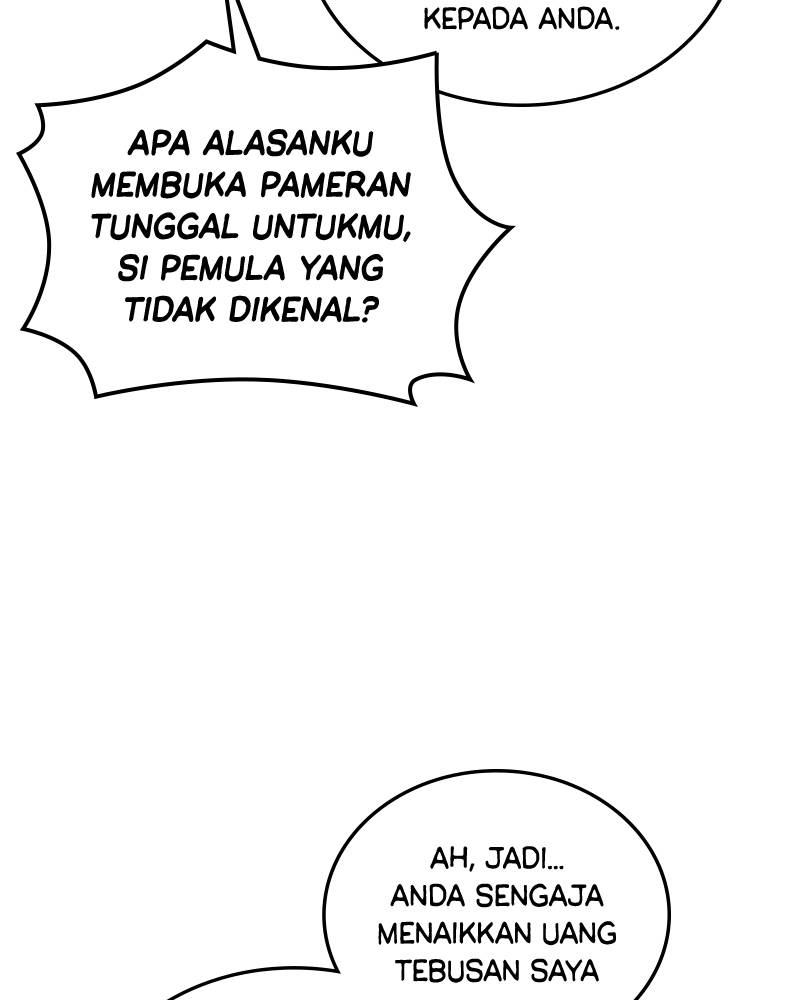 KEPADA ANDA.
APA ALASANKU
MEMBUKA PAMERAN
TUNGGAL UNTUKMU,
SI PEMULA YANG
TIDAK DIKENAL?
AH, JADI...
ANDA SENGAJA
MENAIKKAN UANG
TEBUSAN SAYA